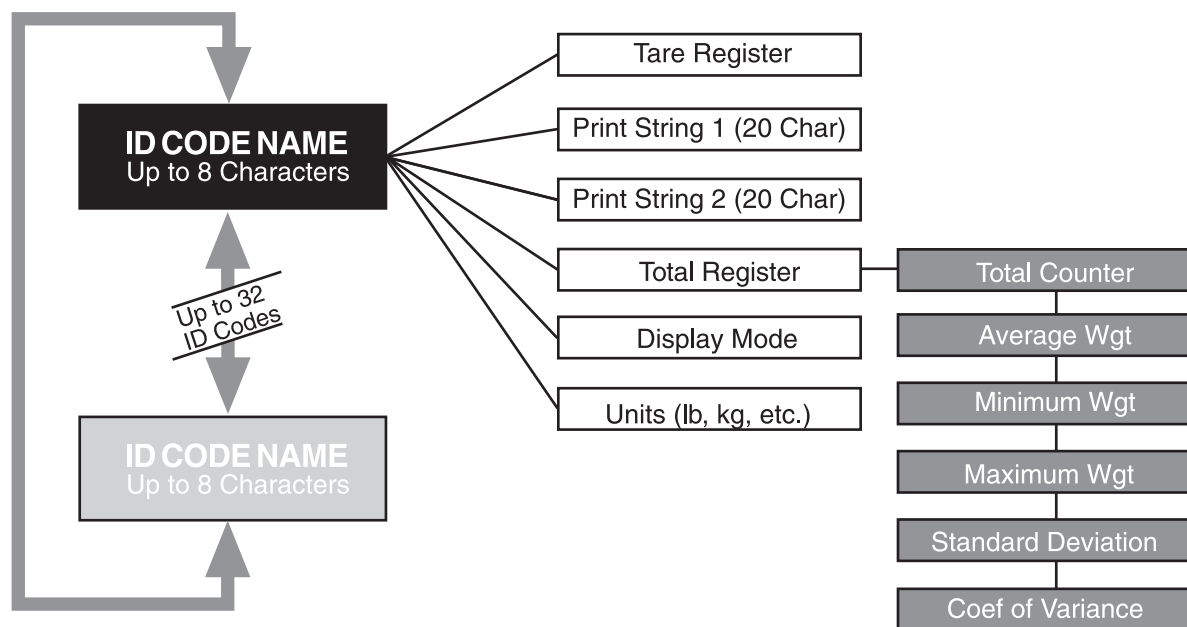 ID CODE NAME
Up to 8 Characters
Up to 32
ID Codes
ID CODE NAME
Up to 8 Characters
Tare Register
Print String 1 (20 Char)
Print String 2 (20 Char)
Total Register
Display Mode
Units (lb, kg, etc.)
Total Counter
Average Wgt
Minimum Wgt
Maximum Wgt
Standard Deviation
Coef of Variance